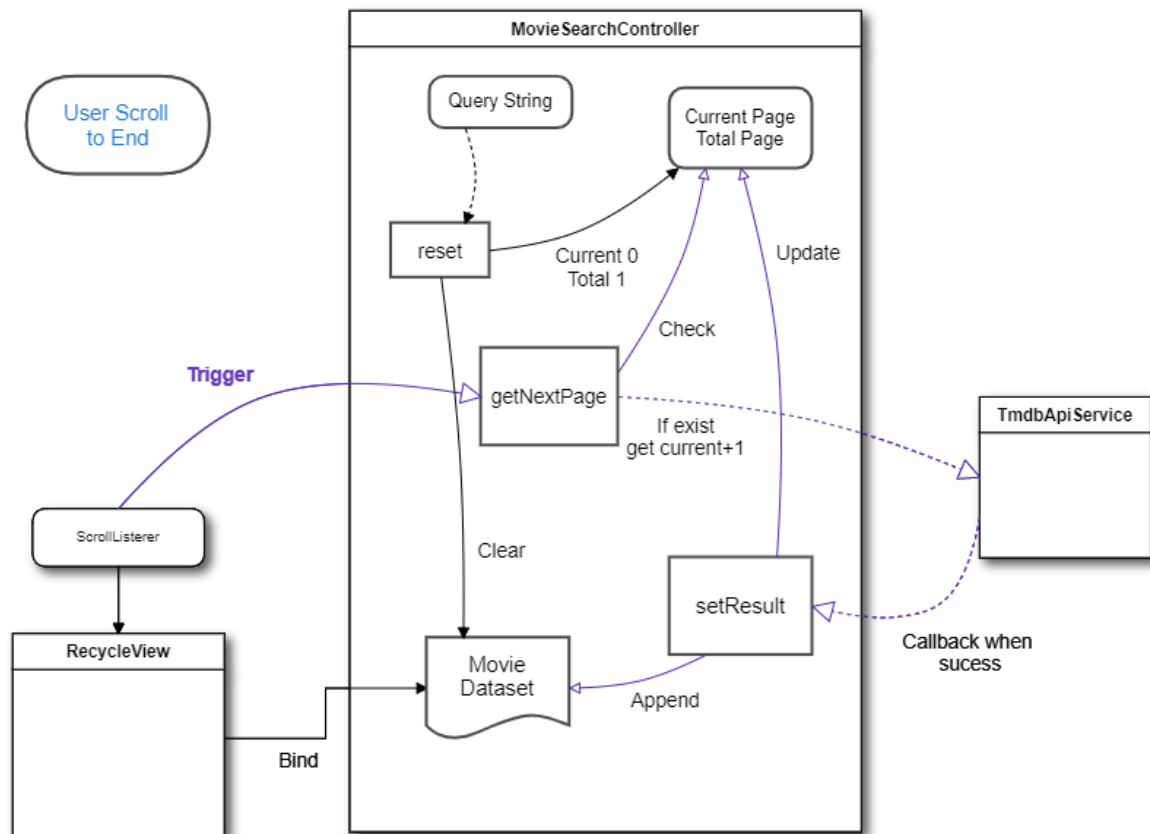 MovieSearchController
User Scroll
to End
Query String
Current Page
Total Page
reset
Current 0
Total 1
Update
Check
Trigger
getNextPage
If exist
get current+1
TmdbApiService
ScrollListerer
Clear
setResult
Callback when
sucess
RecycleView
Movie
Dataset
Append
Bind